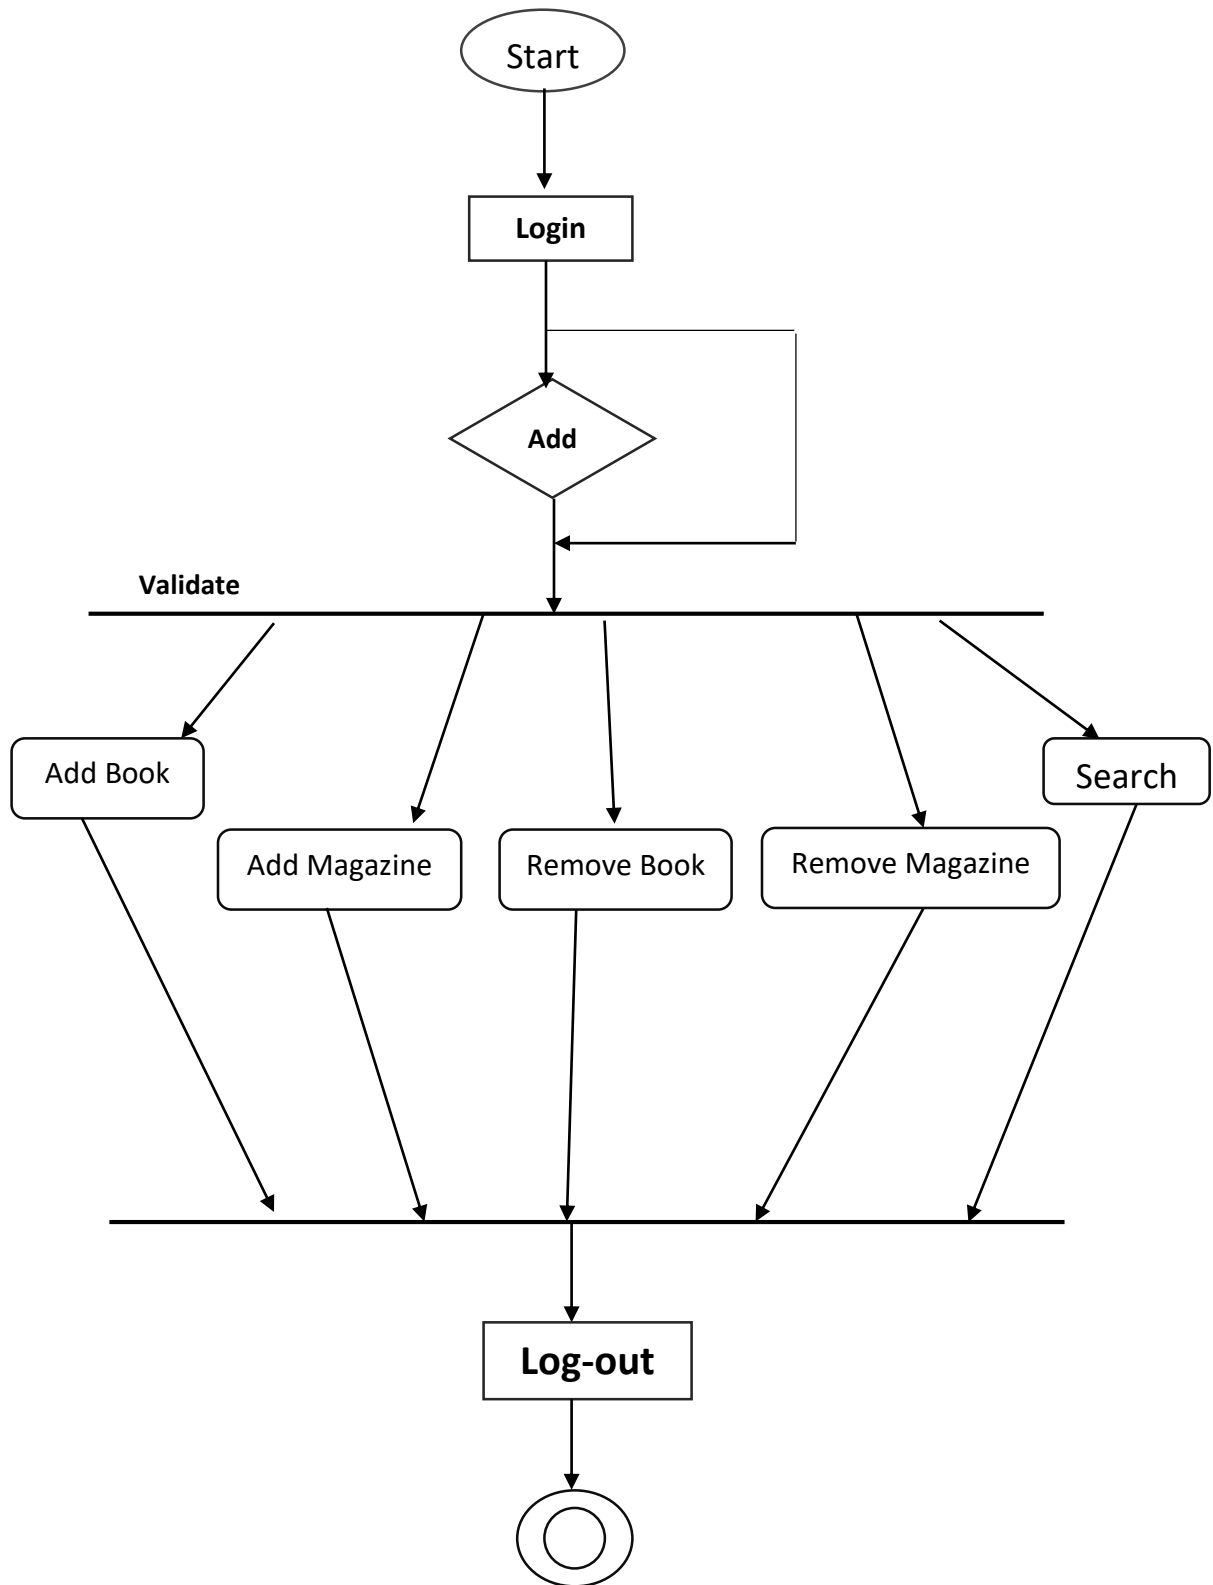 Start
Login
Add
Validate
Add Book
Search
Add Magazine
Remove Book
Remove Magazine
Log-out